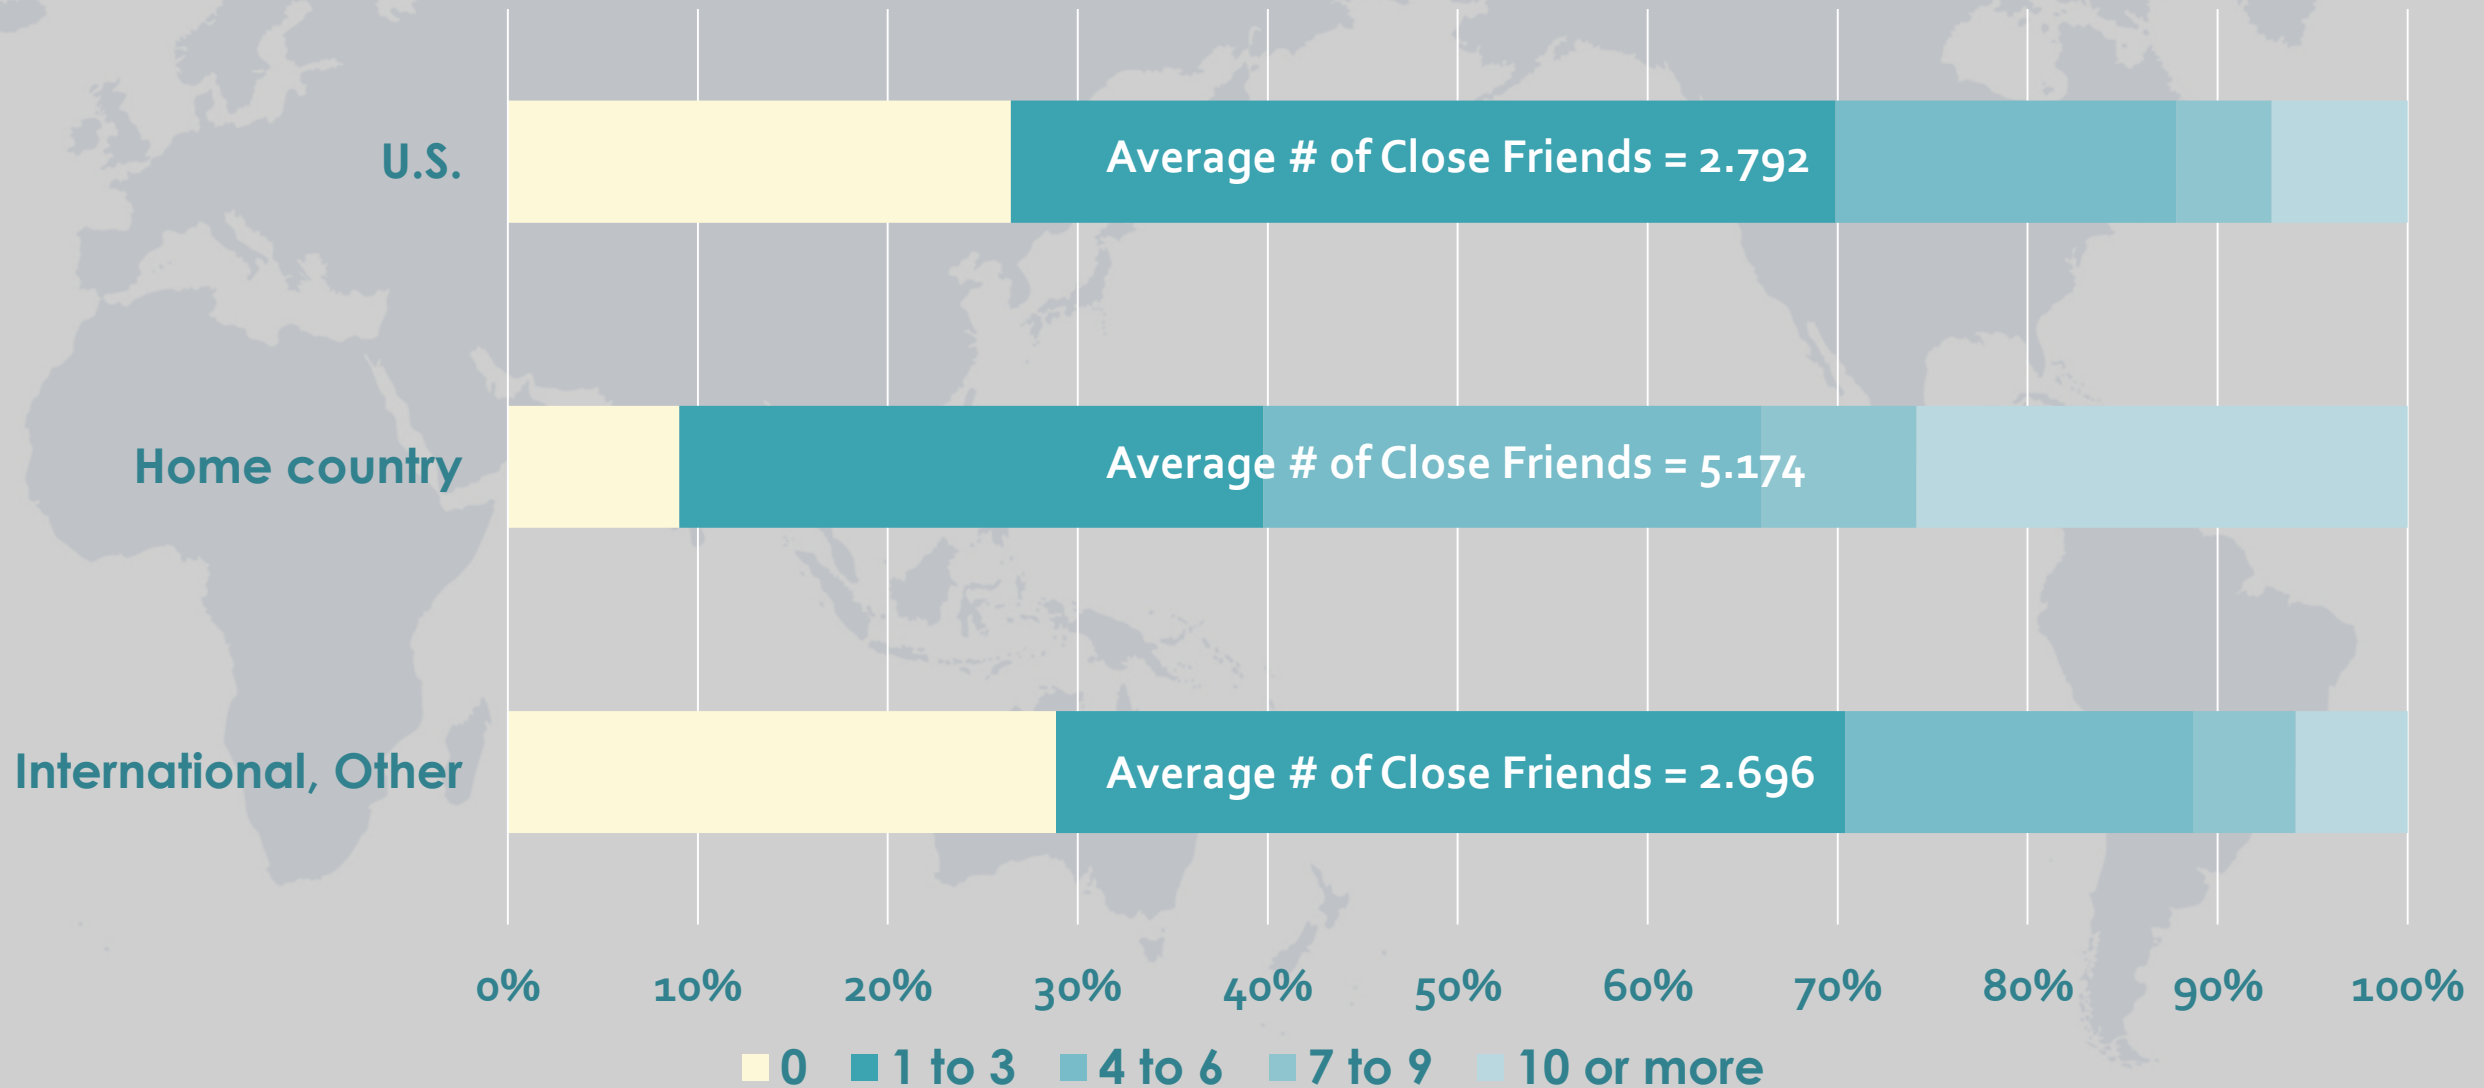 U.S.
Average # of Close Friends = 2.792
Home country
Average # of Close Friends = 5.174
International, Other
Average # of Close Friends = 2.696
0% 10% 20% 30% 40% 50% 60% 70% 80% 90% 100%
0 1 to 3 4 to 6 7 to 9 10 or more